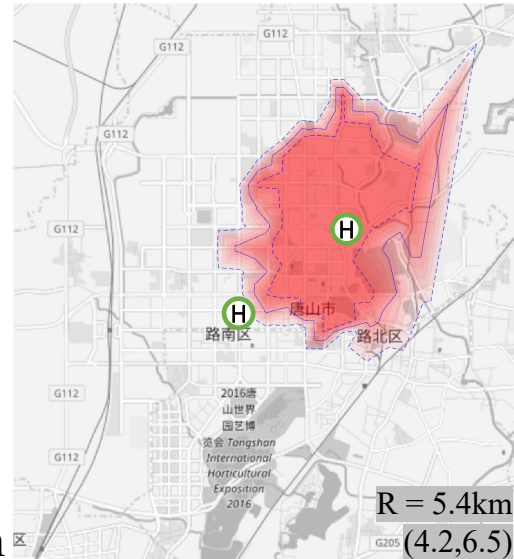 G112
G112
G112
G112
H
H
唐山市
路南区
路北区
2016唐
山世界
园艺博
览会 Tangshan
International
Horticultural
Exposition
2016
G112
G112
R = 5.4km
G205
(4.2,6.5)
区